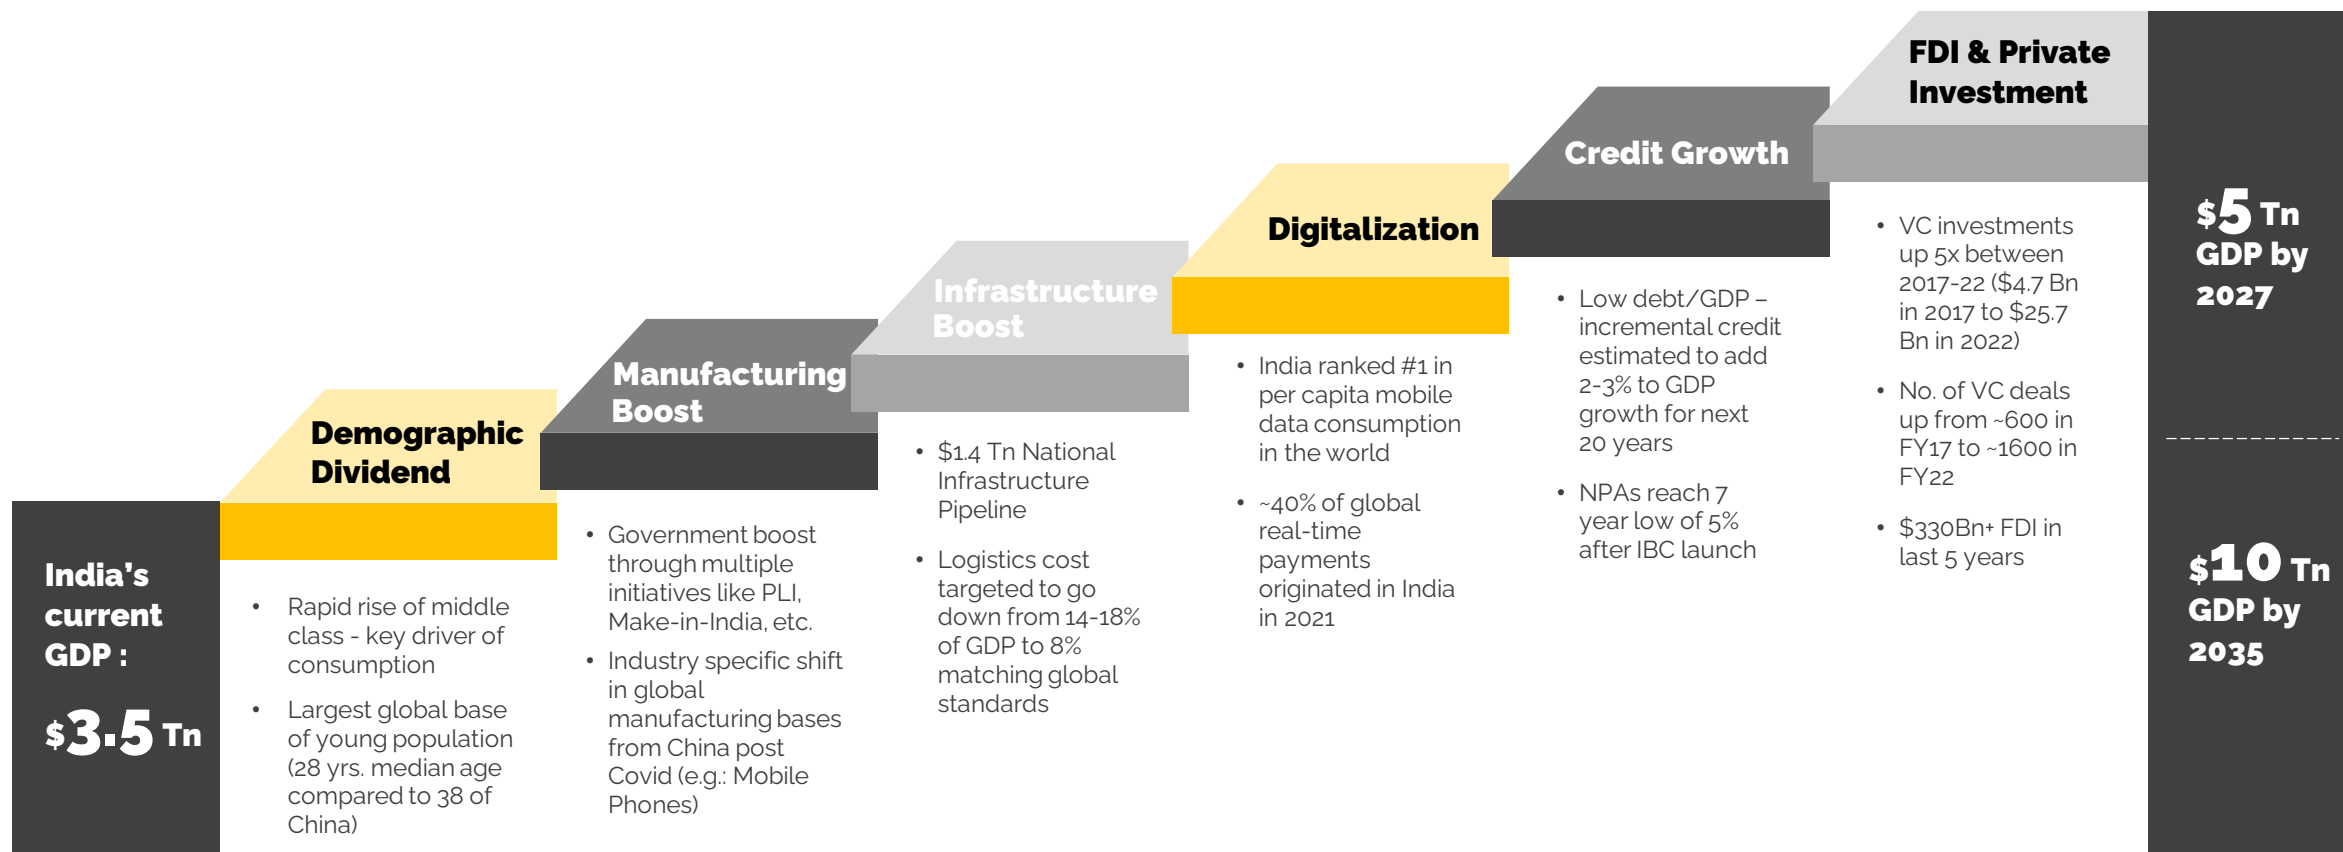 India's
current
GDP :
$3.5 Tn
Demographic
Dividend
• Rapid rise of middle
class - key driver of
consumption
• Largest global base
of young population
(28 yrs. median age
compared to 38 of
China)
Manufacturing
Boost
• Government boost
through multiple
initiatives like PLI,
Make-in-India, etc.
• Industry specific shift
in global
manufacturing bases
from China post
Covid (e.g.: Mobile
Phones)
Infrastructure
Boost
• $1.4 Tn National
Infrastructure
Pipeline
• Logistics cost
targeted to go
down from 14-18%
of GDP to 8%
matching global
standards
Digitalization
• India ranked #1 in
per capita mobile
data consumption
in the world
• ~40% of global
real-time
payments
originated in India
in 2021
Credit Growth
• Low debt/GDP –
incremental credit
estimated to add
2-3% to GDP
growth for next
20 years
• NPAs reach 7
year low of 5%
after IBC launch
FDI & Private
Investment
• VC investments
up 5x between
2017-22 ($4.7 Bn
in 2017 to $25.7
Bn in 2022)
• No. of VC deals
up from ~600 in
FY17 to ~1600 in
FY22
• $330Bn+ FDI in
last 5 years
$5 Tn
GDP by
2027
$10 Tn
GDP by
2035